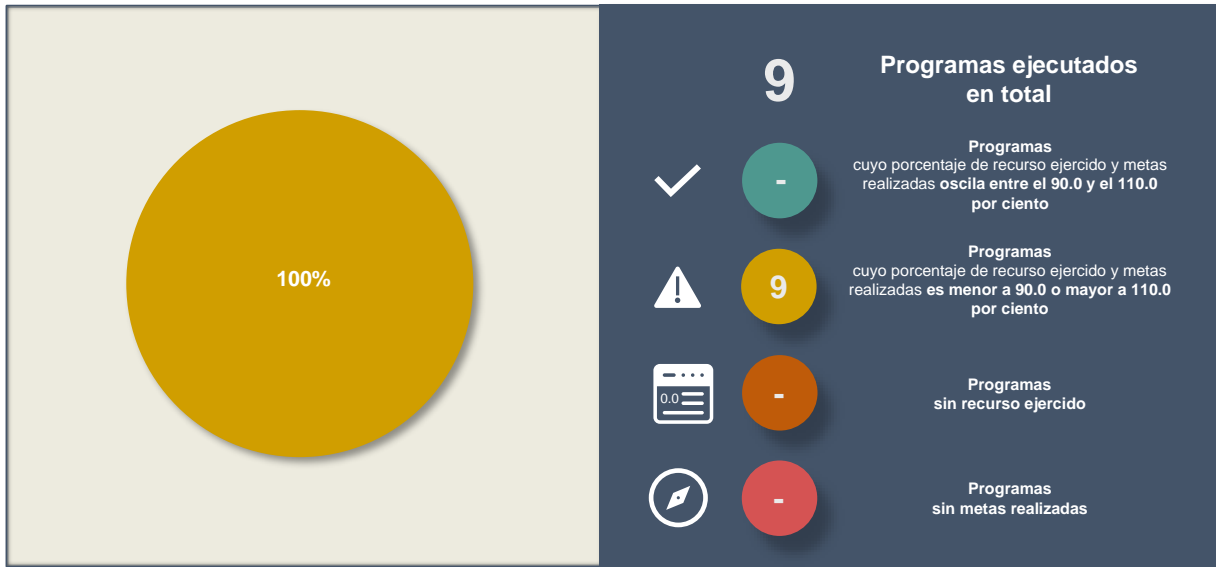 100%
9
Programas ejecutados
en total
-
Programas
cuyo porcentaje de recurso ejercido y metas
realizadas oscila entre el 90.0 y el 110.0
por ciento
9
Programas
cuyo porcentaje de recurso ejercido y metas
realizadas es menor a 90.0 o mayor a 110.0
por ciento
0.0
-
Programas
sin recurso ejercido
-
Programas
sin metas realizadas